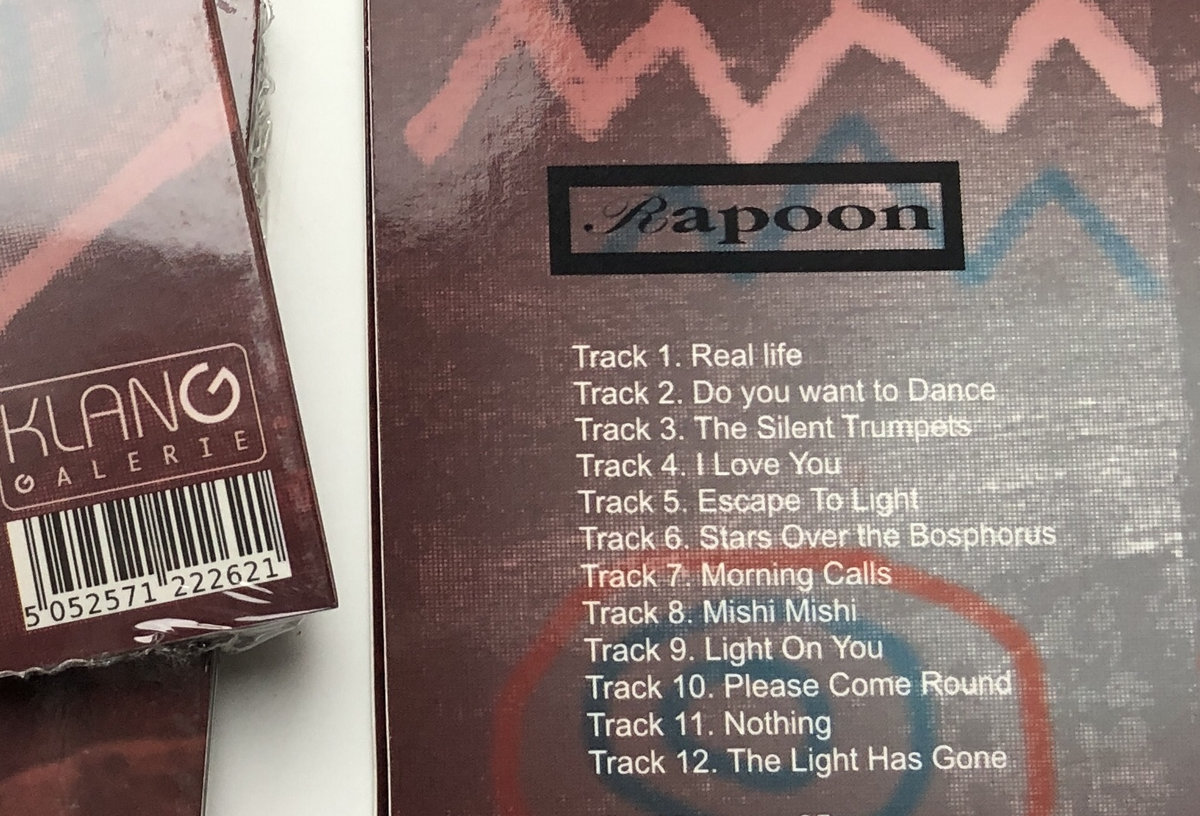 KLANG
GALERIE
5 052571 222621
Rapoon
Track 1. Real life
Track 2. Do you want to Dance
Track 3. The Silent Trumpets
Track 4. I Love You
Track 5. Escape To Light
Track 6. Stars Over the Bosphorus
Track 7. Morning Calls
Track 8. Mishi Mishi
Track 9. Light On You
Track 10. Please Come Round
Track 11. Nothing
Track 12. The Light Has Gone